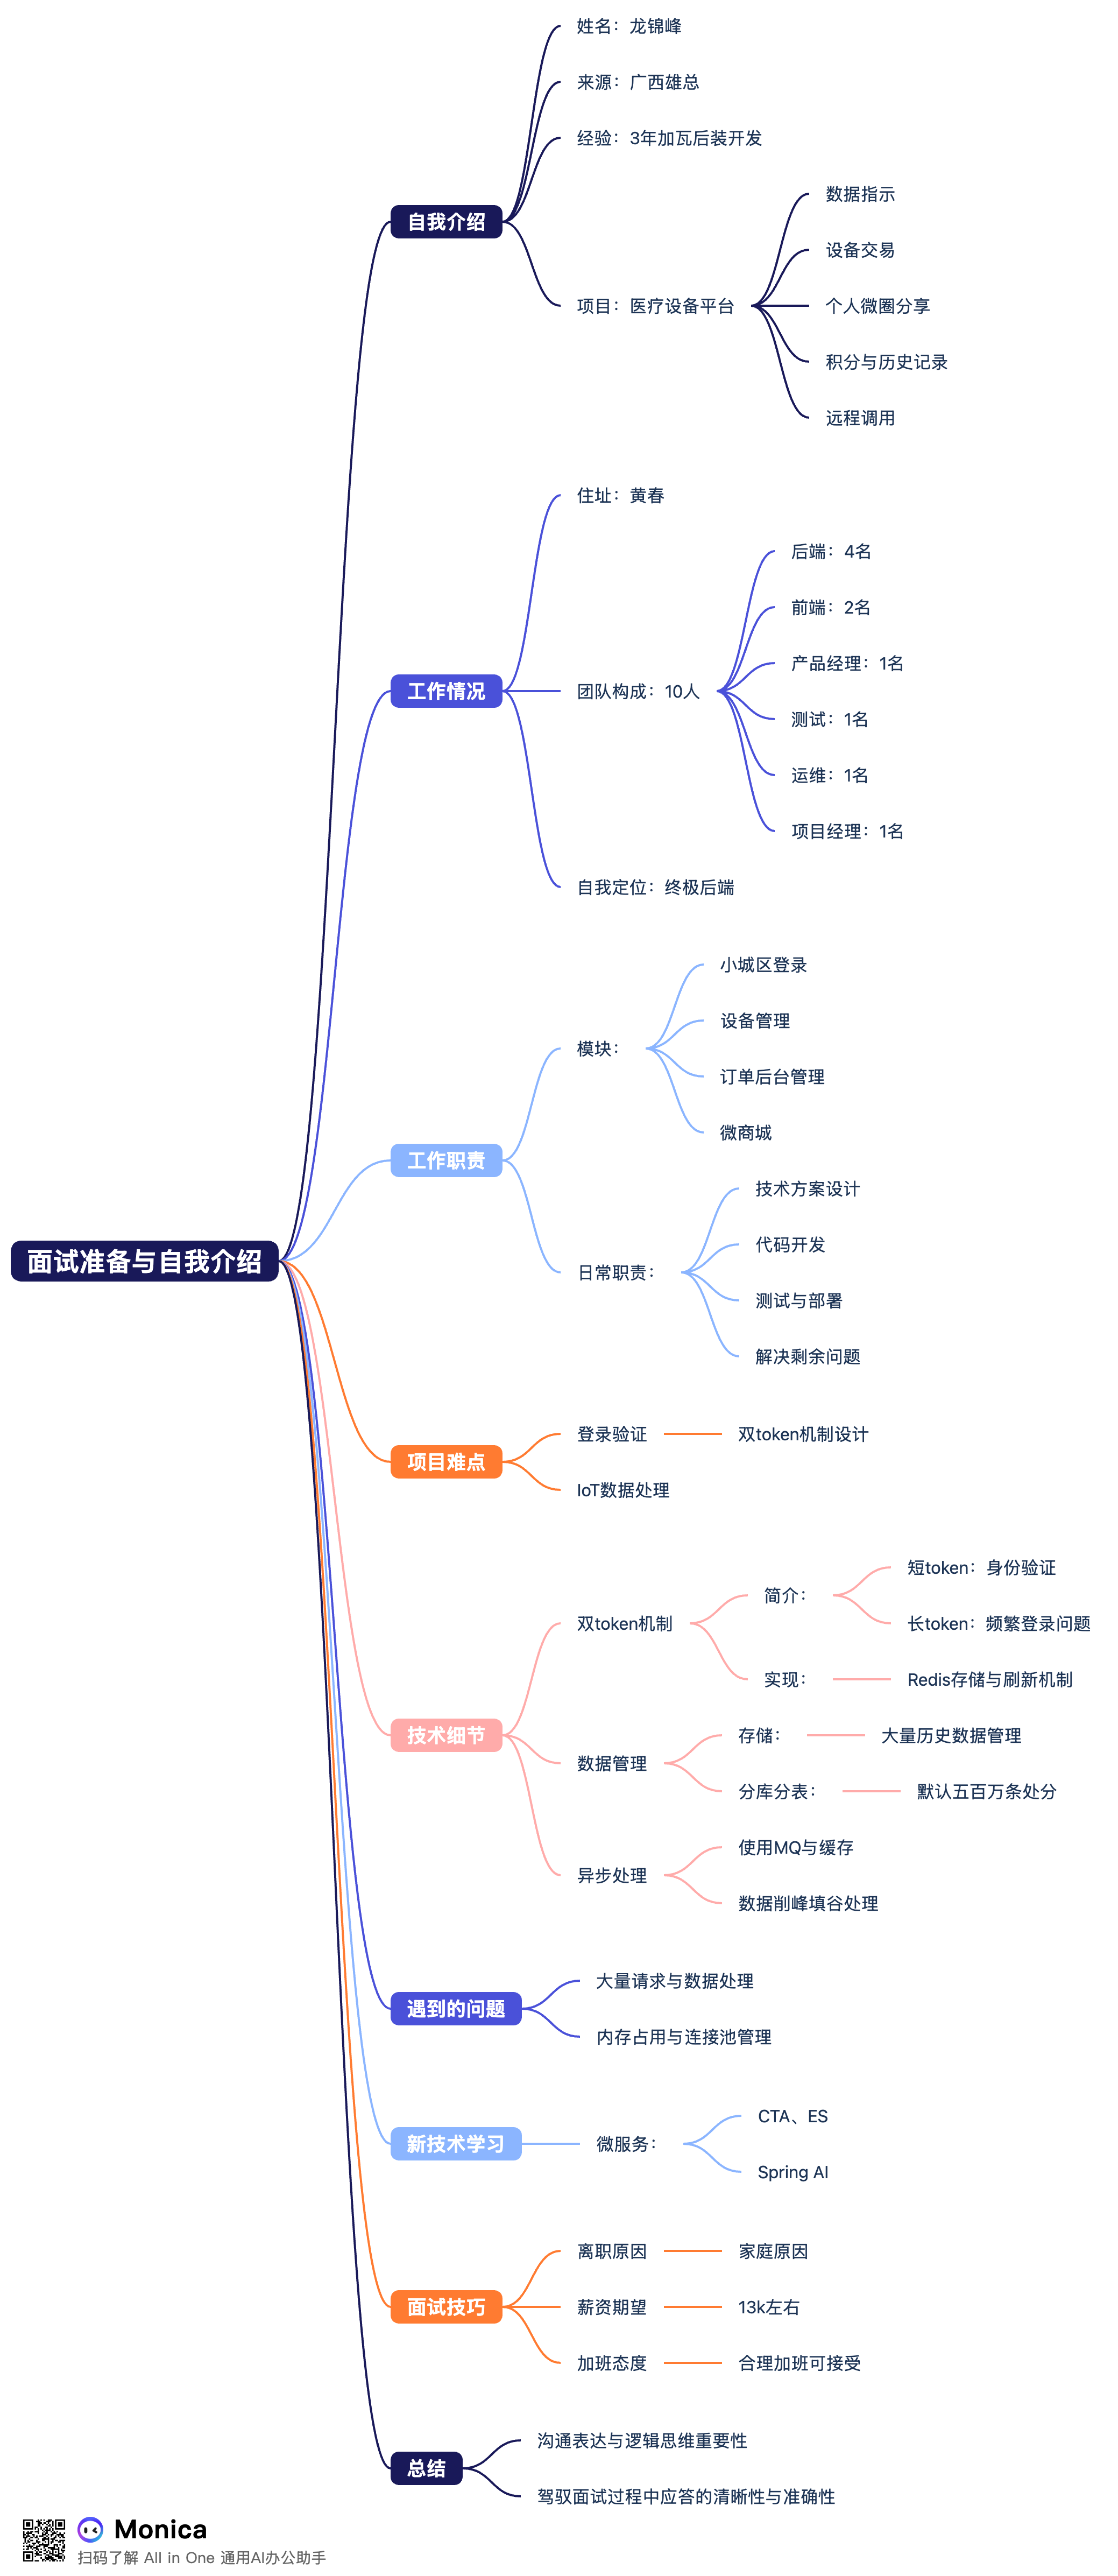 面试准备与自我介绍
自我介绍
姓名：龙锦峰
来源：广西雄总
经验：3年加瓦后装开发
项目：医疗设备平台
数据指示
设备交易
个人微圈分享
积分与历史记录
远程调用
工作情况
住址：黄春
团队构成：10人
后端：4名
前端：2名
产品经理：1名
测试：1名
运维：1名
项目经理：1名
自我定位：终极后端
工作职责
模块：
小城区登录
设备管理
订单后台管理
微商城
日常职责：
技术方案设计
代码开发
测试与部署
解决剩余问题
项目难点
登录验证
双token机制设计
IoT数据处理
技术细节
双token机制
简介：
短token：身份验证
长token：频繁登录问题
实现：
Redis存储与刷新机制
数据管理
存储：
大量历史数据管理
分库分表：
默认五百万条处分
异步处理
使用MQ与缓存
数据削峰填谷处理
遇到的问题
大量请求与数据处理
内存占用与连接池管理
新技术学习
微服务：
CTA、ES
Spring AI
面试技巧
离职原因
家庭原因
薪资期望
13k左右
加班态度
合理加班可接受
总结
沟通表达与逻辑思维重要性
驾驭面试过程中应答的清晰性与准确性
Monica
扫码了解 All in One 通用AI办公助手